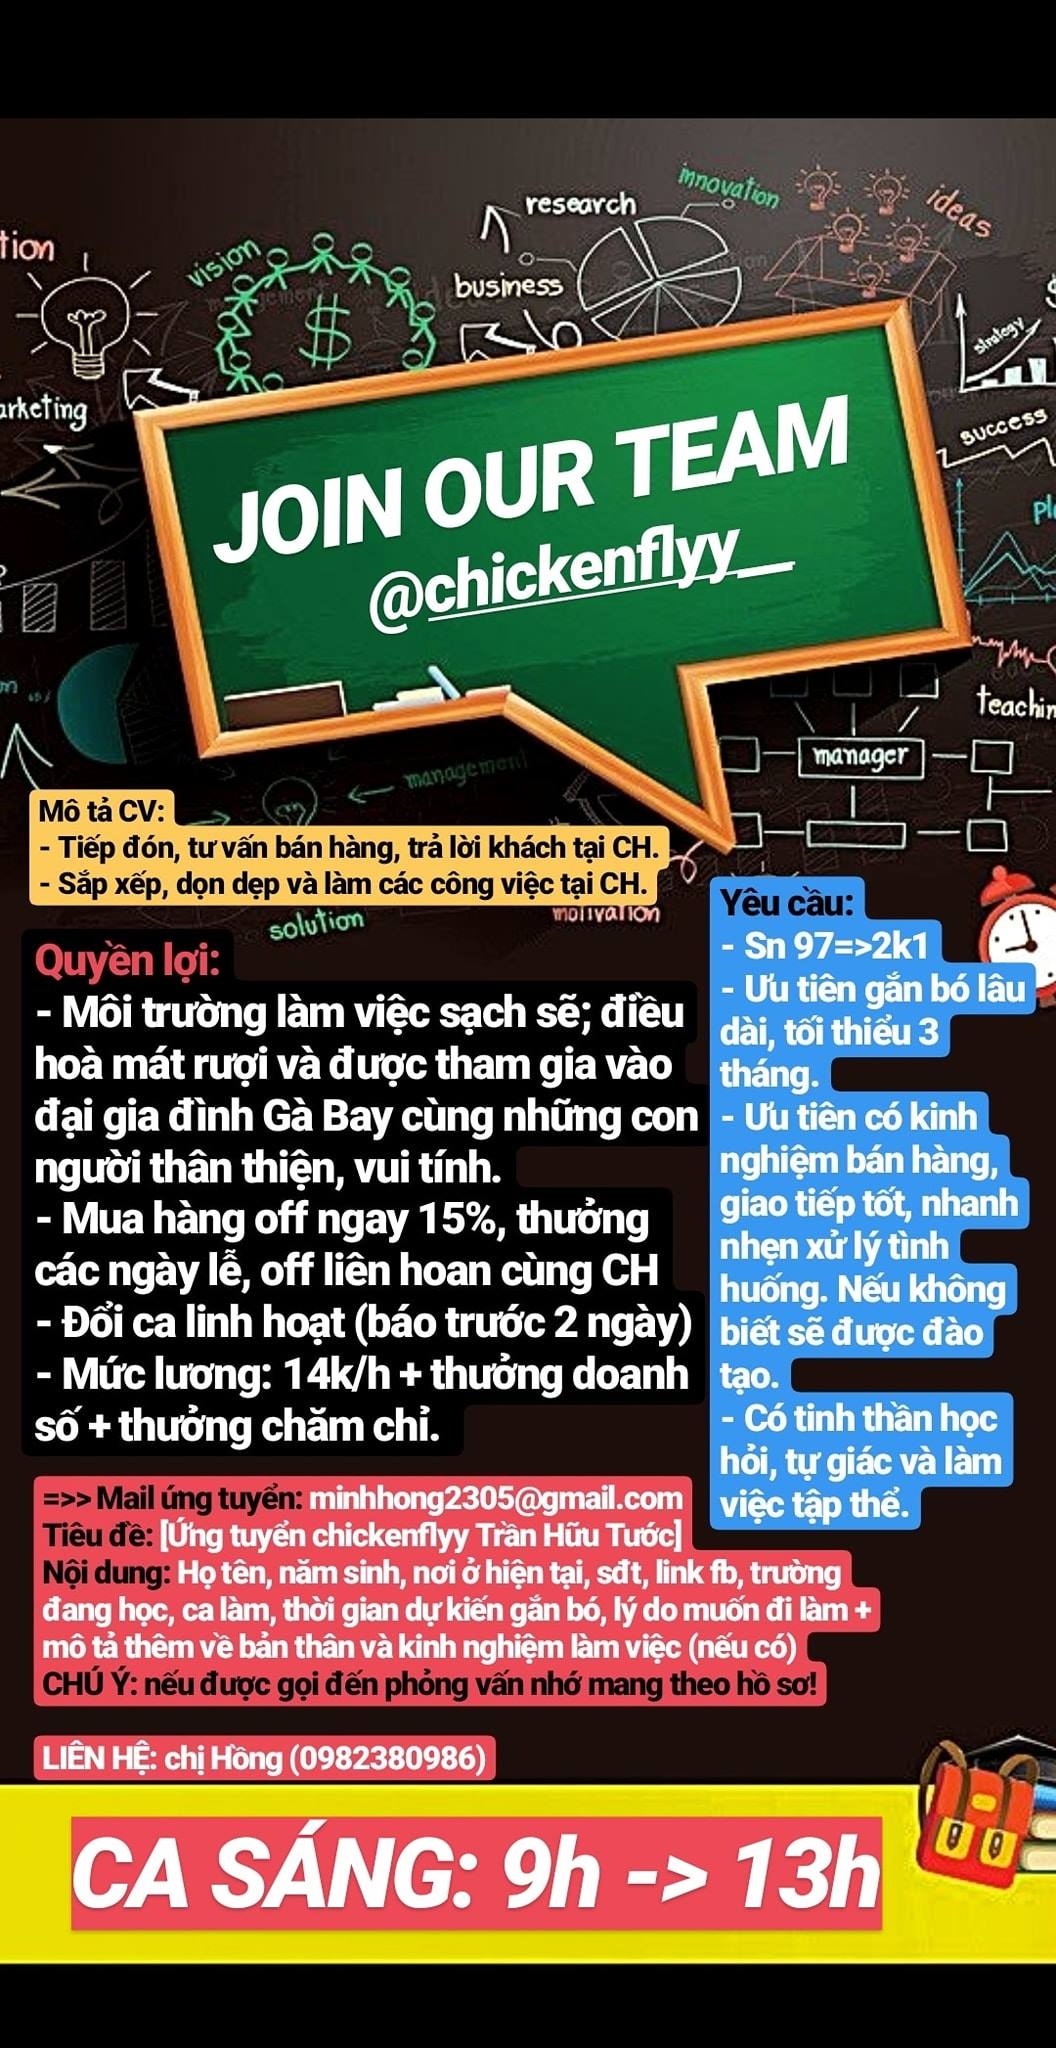 research
innovation
ideas
tion
vision
business
strategy
arketing
success
JOIN OUR TEAM
@chickenflyy__
teachin
manager
management
Mô tả CV:
- Tiếp đón, tư vấn bán hàng, trả lời khách tại CH.
- Sắp xếp, dọn dẹp và làm các công việc tại CH.
solution
motivation
Quyền lợi:
- Môi trường làm việc sạch sẽ; điều
hoà mát rượi và được tham gia vào
đại gia đình Gà Bay cùng những con
người thân thiện, vui tính.
- Mua hàng off ngay 15%, thưởng
các ngày lễ, off liên hoan cùng CH
- Đổi ca linh hoạt (báo trước 2 ngày)
- Mức lương: 14k/h + thưởng doanh
số + thưởng chăm chỉ.
Yêu cầu:
- Sn 97=>2k1
- Ưu tiên gắn bó lâu
dài, tối thiểu 3
tháng.
- Ưu tiên có kinh
nghiệm bán hàng,
giao tiếp tốt, nhanh
nhẹn xử lý tình
huống. Nếu không
biết sẽ được đào
tạo.
- Có tinh thần học
hỏi, tự giác và làm
việc tập thể.
=>> Mail ứng tuyển: minhhong2305@gmail.com
Tiêu đề: [Ứng tuyển chickenflyy Trần Hữu Tước]
Nội dung: Họ tên, năm sinh, nơi ở hiện tại, sđt, link fb, trường
đang học, ca làm, thời gian dự kiến gắn bó, lý do muốn đi làm +
mô tả thêm về bản thân và kinh nghiệm làm việc (nếu có)
CHÚ Ý: nếu được gọi đến phỏng vấn nhớ mang theo hồ sơ!
LIÊN HỆ: chị Hồng (0982380986)
CA SÁNG: 9h -> 13h